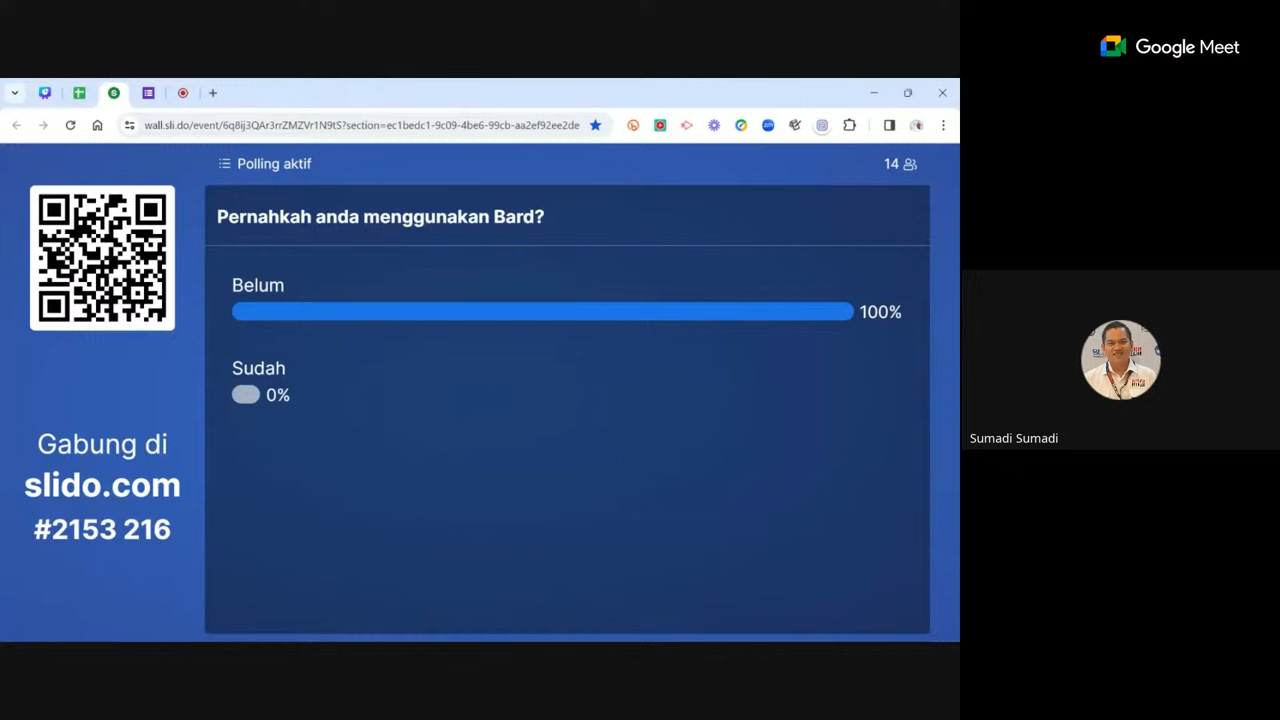 Google Meet
wall.sli.do/event/6q8ij3QAr3rrZMZVr1N9tS?section=ec1bedc1-9c09-4be6-99cb-aa2ef92ee2de
Polling aktif
14
Pernahkah anda menggunakan Bard?
Belum
100%
Sudah
0%
Gabung di
slido.com
#2153 216
Sumadi Sumadi